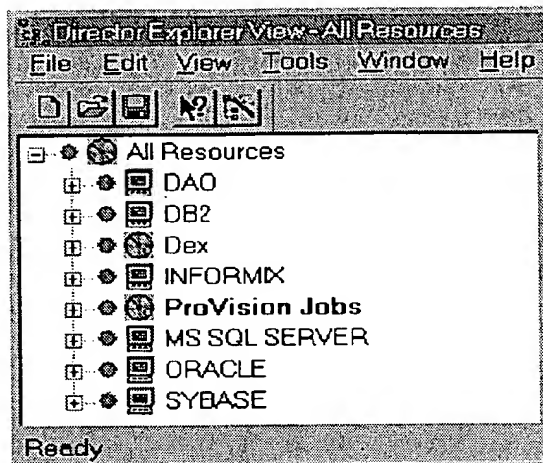 Director Explorer View - All Resources
File Edit View Tools Window Help
All Resources
DAO
DB2
Dex
INFORMIX
ProVision Jobs
MS SQL SERVER
ORACLE
SYBASE
Ready